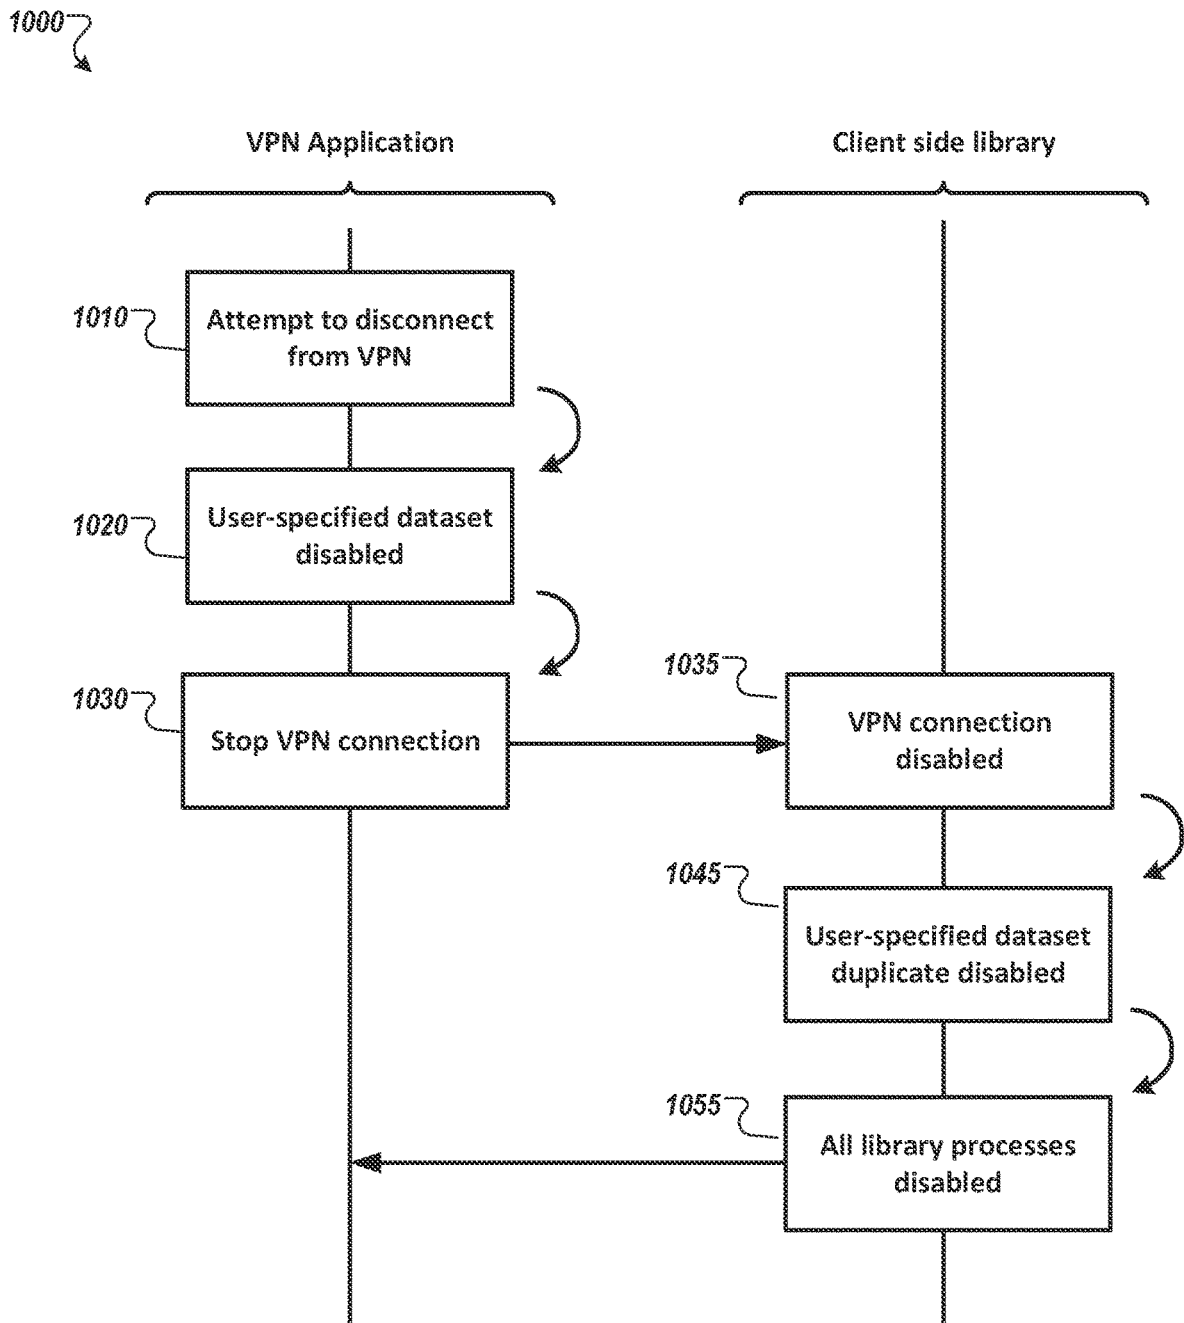 1000
VPN Application
Client side library
1010
Attempt to disconnect
from VPN
1020
User-specified dataset
disabled
1030
Stop VPN connection
1035
VPN connection
disabled
1045
User-specified dataset
duplicate disabled
1055
All library processes
disabled